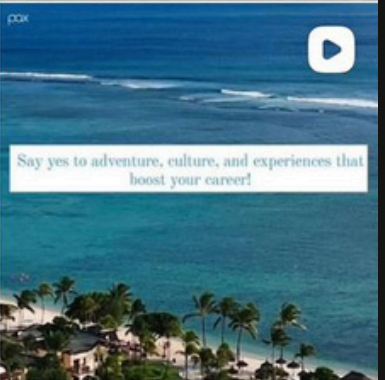 pax
Say yes to adventure, culture, and experiences that
boost your career!